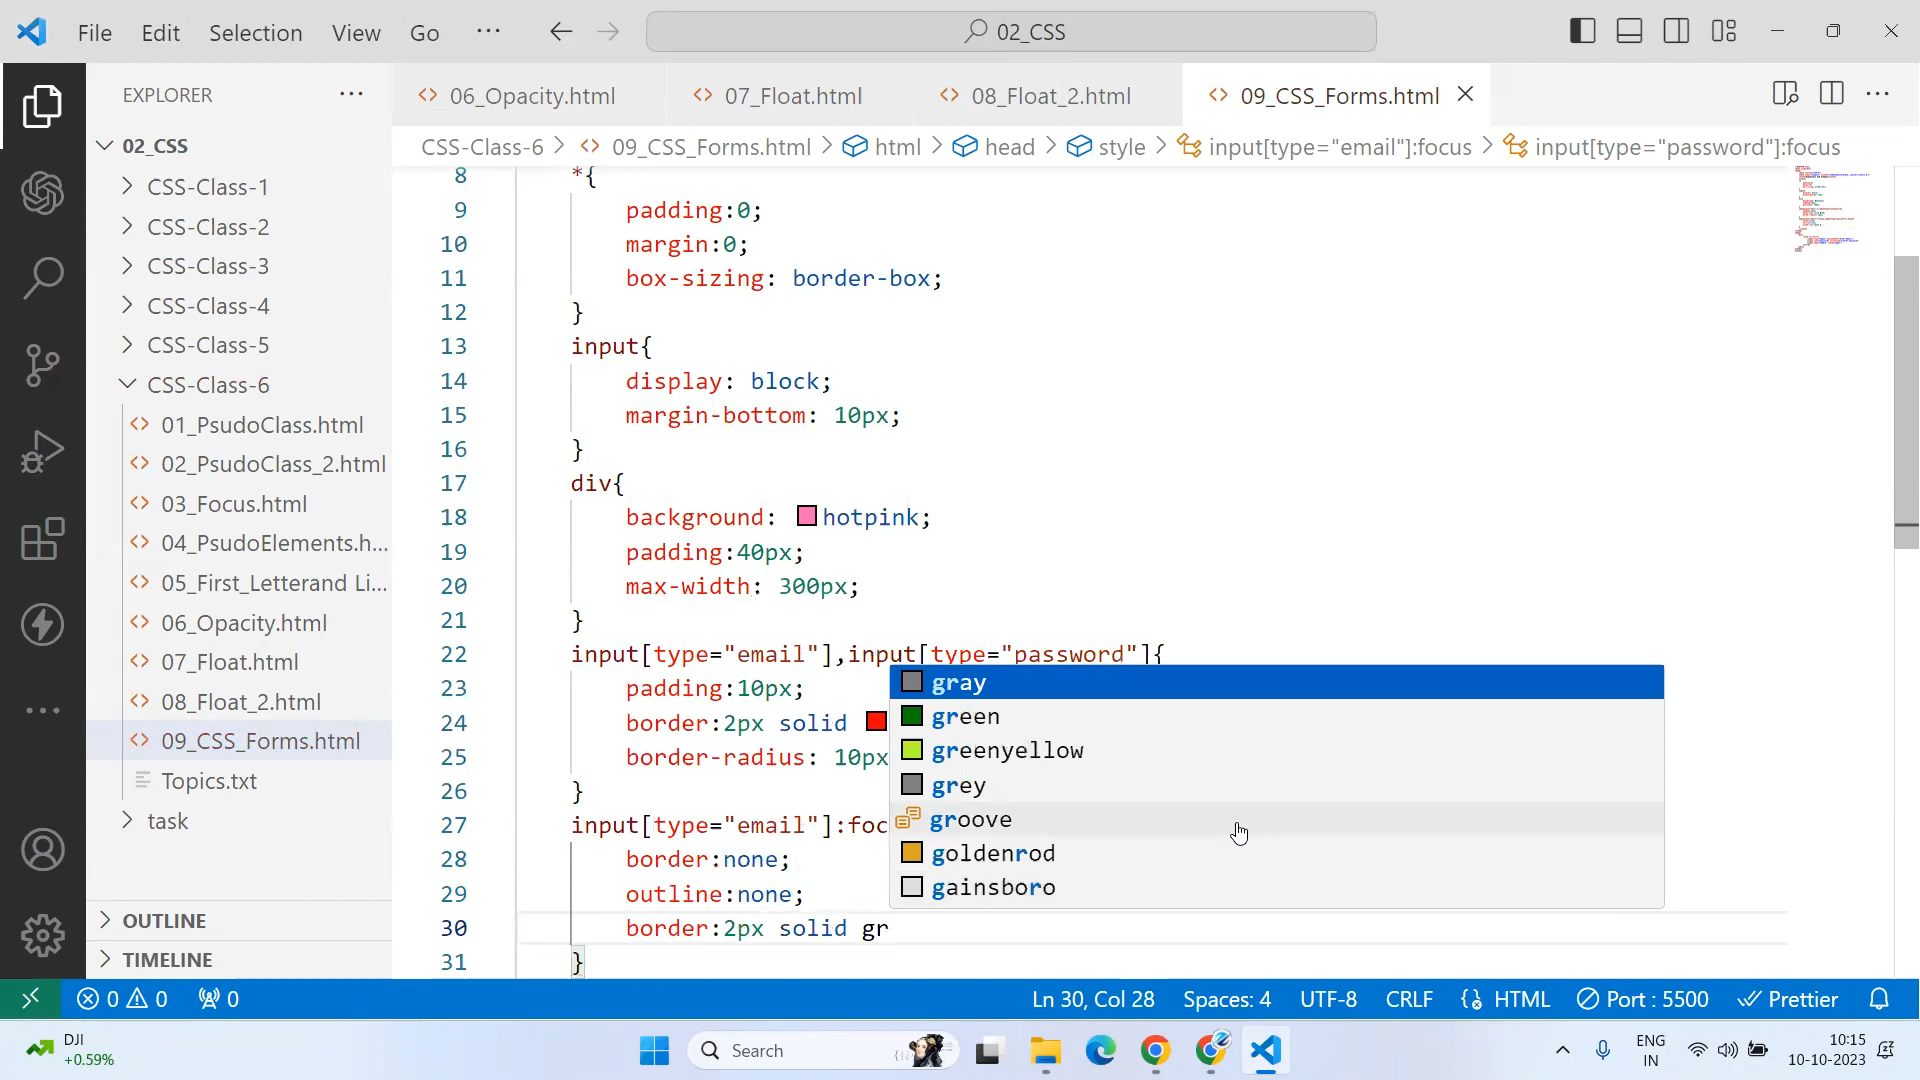 File Edit Selection View Go ··· 02_CSS
EXPLORER ···
06_Opacity.html 07_Float.html 08_Float_2.html 09_CSS_Forms.html
CSS-Class-6 > 09_CSS_Forms.html > html > head > style > input[type="email"]:focus > input[type="password"]:focus
02_CSS
CSS-Class-1
CSS-Class-2
CSS-Class-3
CSS-Class-4
CSS-Class-5
CSS-Class-6
01_PsudoClass.html
02_PsudoClass_2.html
03_Focus.html
04_PsudoElements.h...
05_First_Letterand Li...
06_Opacity.html
07_Float.html
08_Float_2.html
09_CSS_Forms.html
Topics.txt
task
OUTLINE
TIMELINE
8 *{
9 padding:0;
10 margin:0;
11 box-sizing: border-box;
12 }
13 input{
14 display: block;
15 margin-bottom: 10px;
16 }
17 div{
18 background: hotpink;
19 padding:40px;
20 max-width: 300px;
21 }
22 input[type="email"],input[type="password"]{
23 padding:10px;
24 border:2px solid
25 border-radius: 10px
26 }
27 input[type="email"]:foc
28 border:none;
29 outline:none;
30 border:2px solid gr
31 }
gray
green
greenyellow
grey
groove
goldenrod
gainsboro
0 0 0 Ln 30, Col 28 Spaces: 4 UTF-8 CRLF HTML Port : 5500 Prettier
DJI
+0.59%
Search
ENG
IN
10:15
10-10-2023